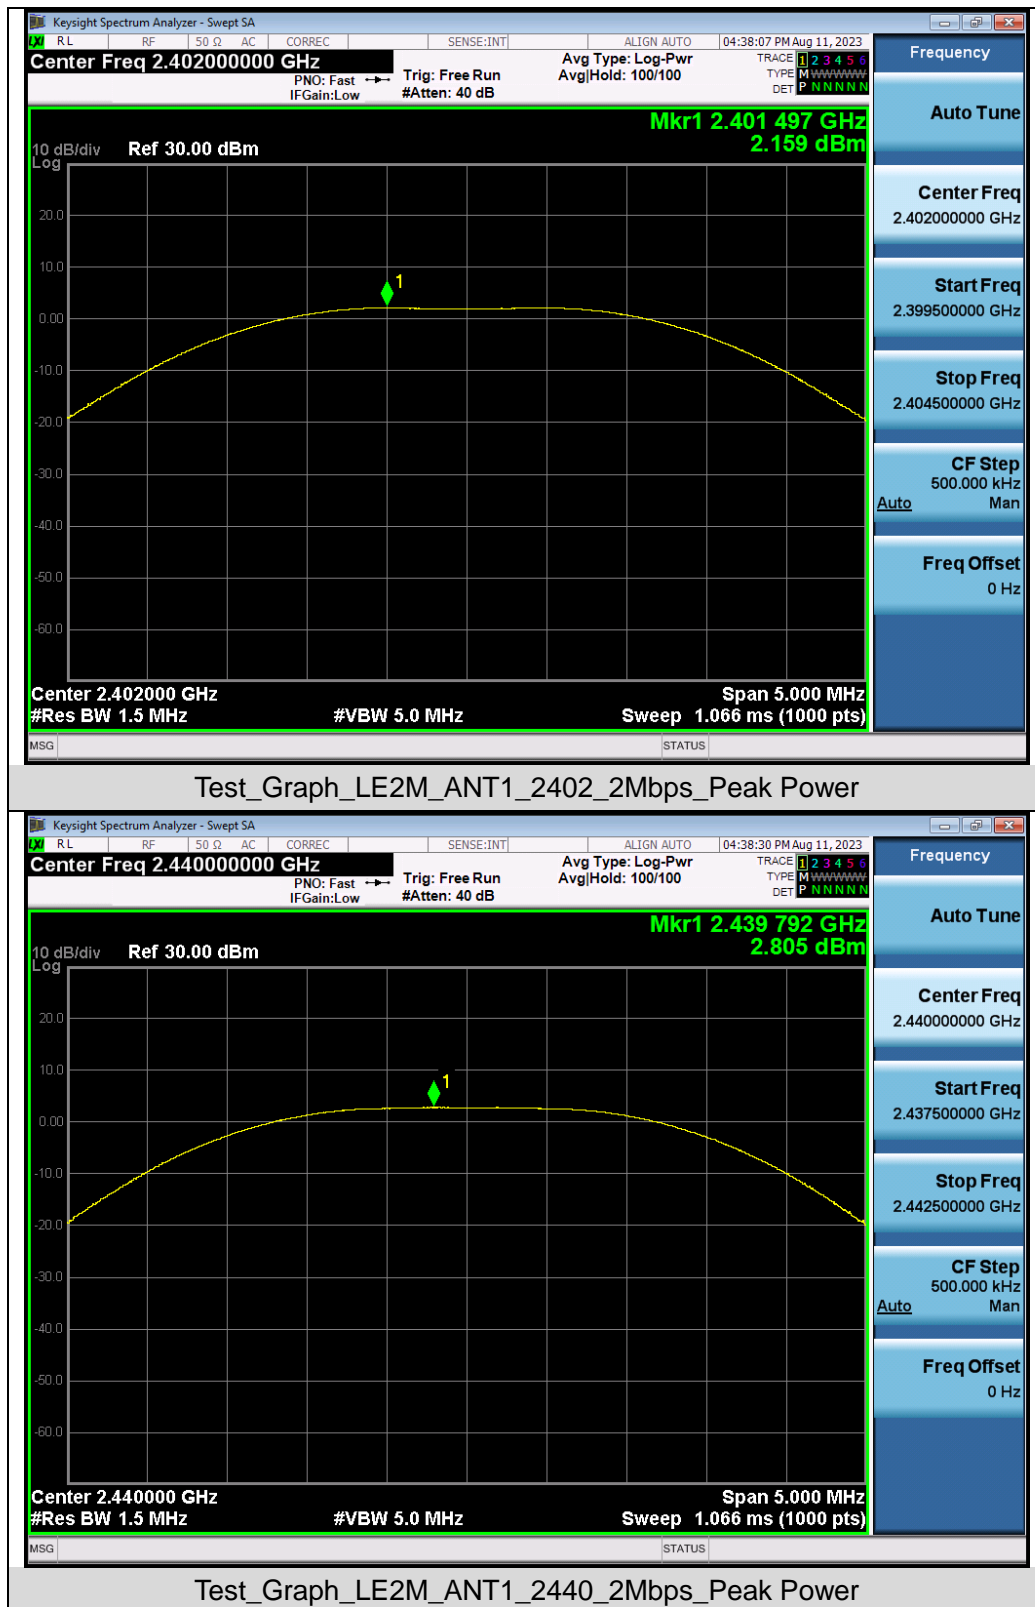 Keysight Spectrum Analyzer - Swept SA
LXI RL RF 50 Ω AC CORREC SENSE:INT ALIGN AUTO 04:38:07 PM Aug 11, 2023
Center Freq 2.402000000 GHz
PNO: Fast
IFGain:Low
Trig: Free Run
#Atten: 40 dB
Avg Type: Log-Pwr
Avg|Hold: 100/100
TRACE 1 2 3 4 5 6
TYPE M WWWWW
DET P N N N N N
Frequency
Auto Tune
Center Freq
2.402000000 GHz
Start Freq
2.399500000 GHz
Stop Freq
2.404500000 GHz
CF Step
500.000 kHz
Auto Man
Freq Offset
0 Hz
Mkr1 2.401 497 GHz
2.159 dBm
10 dB/div Ref 30.00 dBm
Log
20.0
10.0
1
0.00
-10.0
-20.0
-30.0
-40.0
-50.0
-60.0
Center 2.402000 GHz Span 5.000 MHz
#Res BW 1.5 MHz #VBW 5.0 MHz Sweep 1.066 ms (1000 pts)
MSG STATUS
Test_Graph_LE2M_ANT1_2402_2Mbps_Peak Power
Keysight Spectrum Analyzer - Swept SA
LXI RL RF 50 Ω AC CORREC SENSE:INT ALIGN AUTO 04:38:30 PM Aug 11, 2023
Center Freq 2.440000000 GHz
PNO: Fast
IFGain:Low
Trig: Free Run
#Atten: 40 dB
Avg Type: Log-Pwr
Avg|Hold: 100/100
TRACE 1 2 3 4 5 6
TYPE M WWWWW
DET P N N N N N
Frequency
Auto Tune
Center Freq
2.440000000 GHz
Start Freq
2.437500000 GHz
Stop Freq
2.442500000 GHz
CF Step
500.000 kHz
Auto Man
Freq Offset
0 Hz
Mkr1 2.439 792 GHz
2.805 dBm
10 dB/div Ref 30.00 dBm
Log
20.0
10.0
1
0.00
-10.0
-20.0
-30.0
-40.0
-50.0
-60.0
Center 2.440000 GHz Span 5.000 MHz
#Res BW 1.5 MHz #VBW 5.0 MHz Sweep 1.066 ms (1000 pts)
MSG STATUS
Test_Graph_LE2M_ANT1_2440_2Mbps_Peak Power